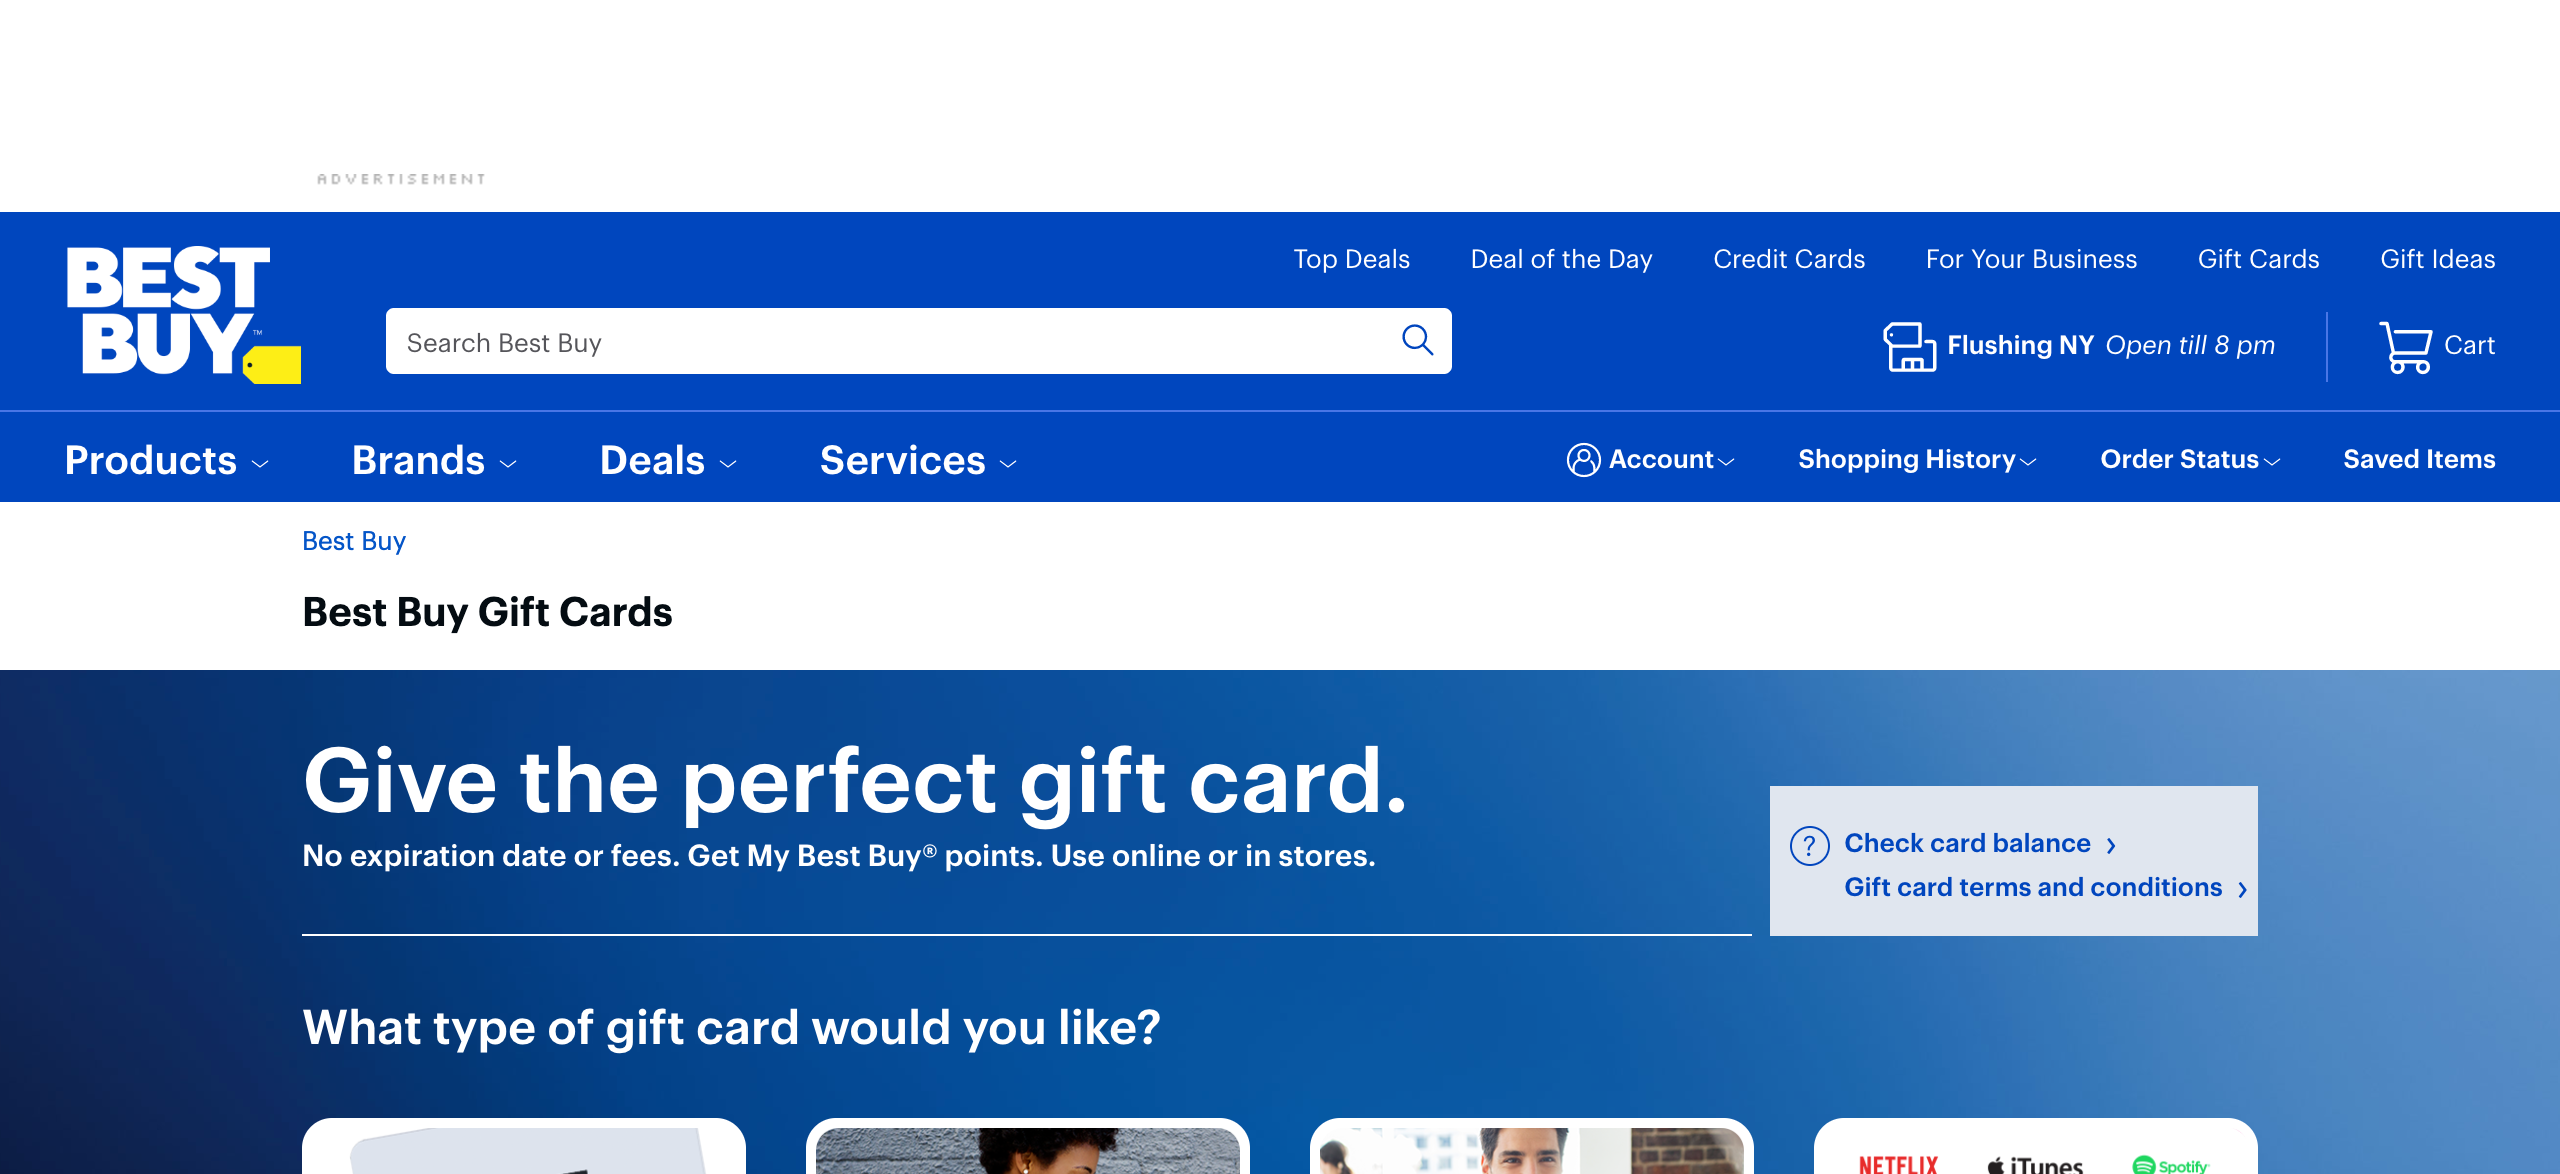 ADVERTISEMENT
BEST
BUY™
Top Deals
Deal of the Day
Credit Cards
For Your Business
Gift Cards
Gift Ideas
Search Best Buy
Flushing NY Open till 8 pm
Cart
Products
Brands
Deals
Services
Account
Shopping History
Order Status
Saved Items
Best Buy
Best Buy Gift Cards
Give the perfect gift card.
No expiration date or fees. Get My Best Buy® points. Use online or in stores.
? Check card balance
Gift card terms and conditions
What type of gift card would you like?
NETFLIX
iTunes
Spotify